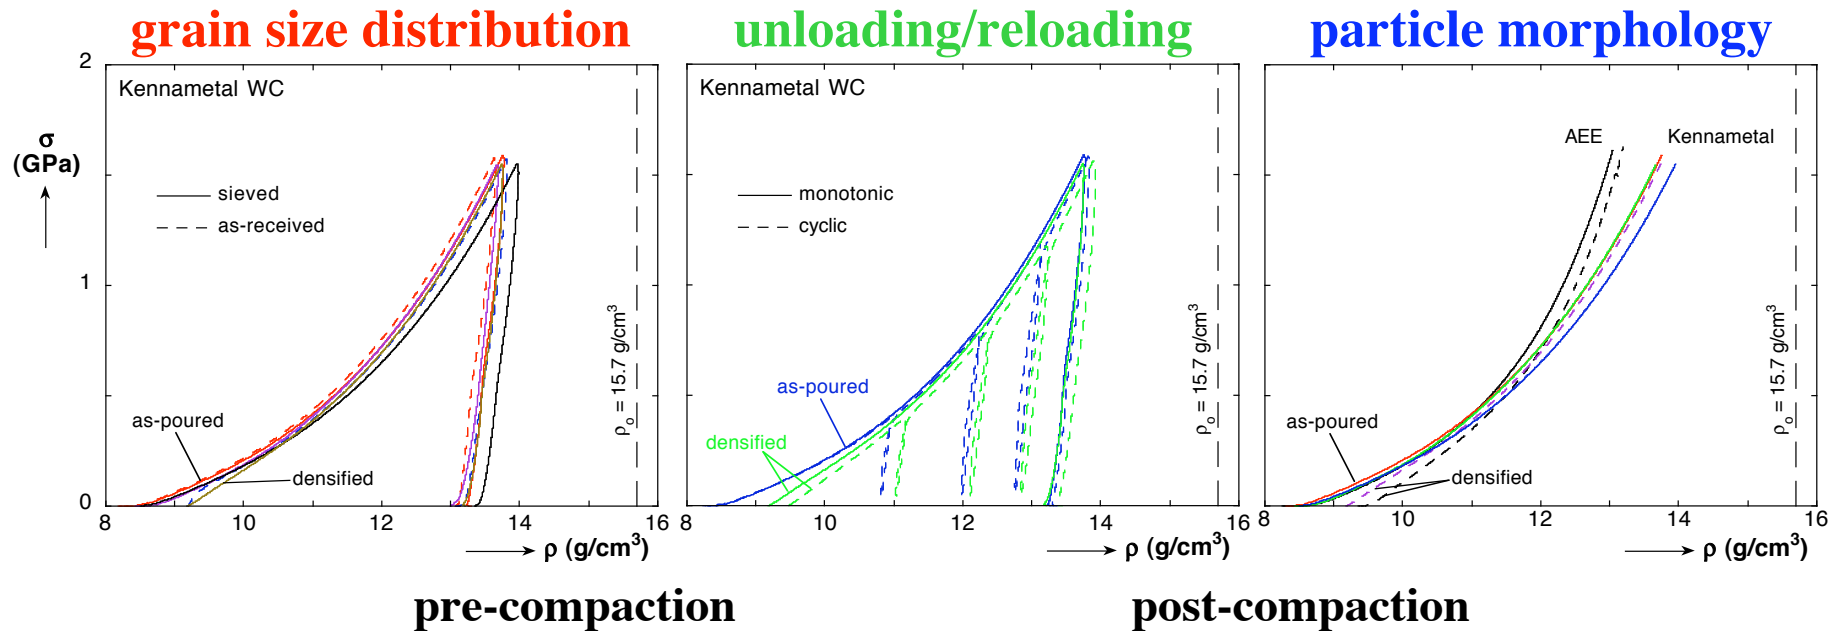 grain size distribution
unloading/reloading
particle morphology
2
1
0
σ
(GPa)
Kennametal WC
sieved
as-received
as-poured
densified
ρo = 15.7 g/cm3
8
10
12
14
16
ρ (g/cm3)
Kennametal WC
monotonic
cyclic
as-poured
densified
ρo = 15.7 g/cm3
10
12
14
16
ρ (g/cm3)
AEE
Kennametal
as-poured
densified
ρo = 15.7 g/cm3
8
10
12
14
16
ρ (g/cm3)
pre-compaction
post-compaction